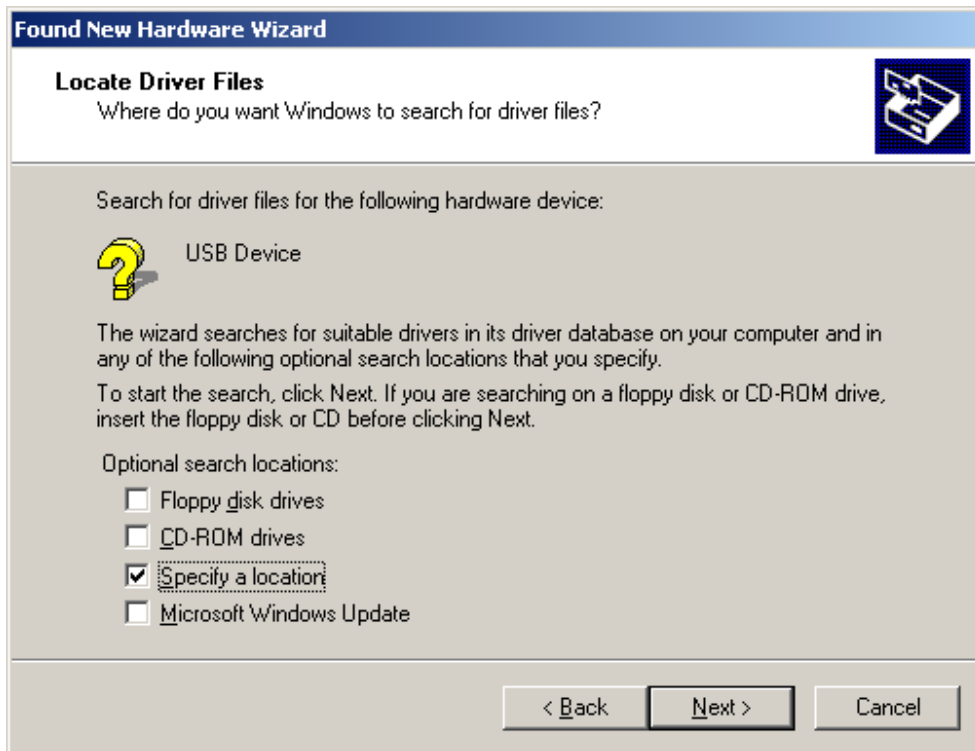 Found New Hardware Wizard
Locate Driver Files
Where do you want Windows to search for driver files?
Search for driver files for the following hardware device:
USB Device
The wizard searches for suitable drivers in its driver database on your computer and in
any of the following optional search locations that you specify.
To start the search, click Next. If you are searching on a floppy disk or CD-ROM drive,
insert the floppy disk or CD before clicking Next.
Optional search locations:
Floppy disk drives
CD-ROM drives
Specify a location
Microsoft Windows Update
< Back Next > Cancel